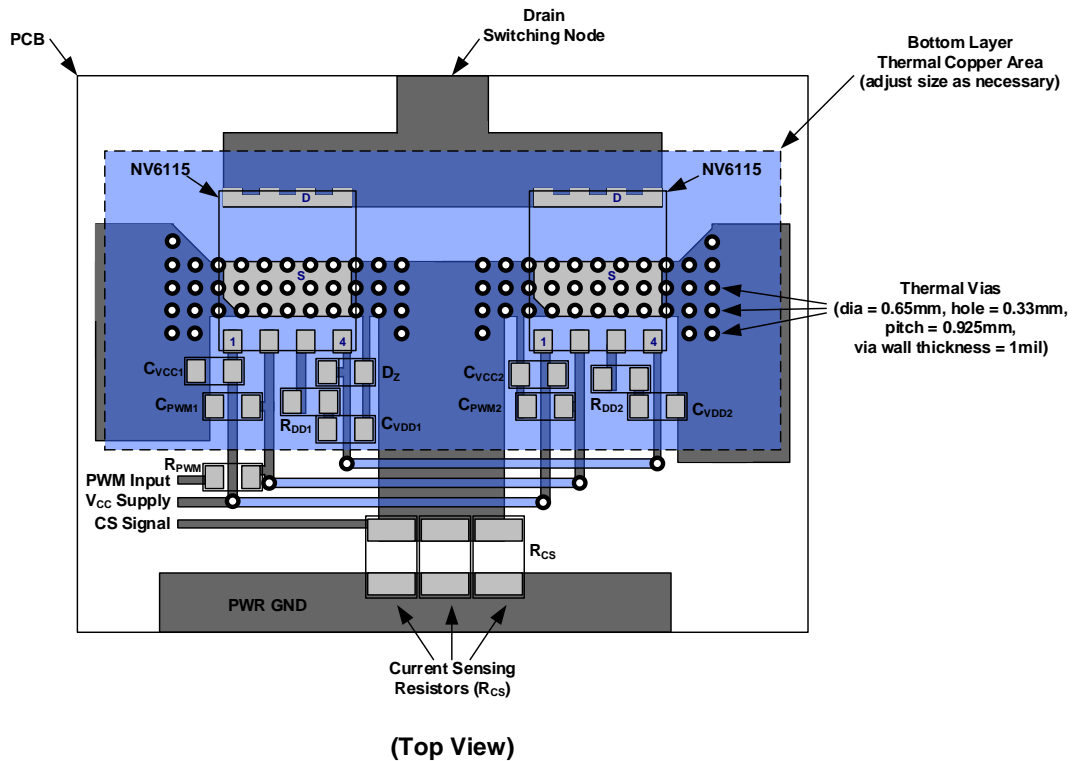 Drain
Switching Node
PCB
Bottom Layer
Thermal Copper Area
(adjust size as necessary)
NV6115
NV6115
D
D
S
S
Thermal Vias
(dia = 0.65mm, hole = 0.33mm,
pitch = 0.925mm,
via wall thickness = 1mil)
1
4
1
4
CVCC1
DZ
CVCC2
CPWM1
RDD1
CVDD1
CPWM2
RDD2
CVDD2
RPWM
PWM Input
VCC Supply
CS Signal
RCS
PWR GND
Current Sensing
Resistors (RCS)
(Top View)